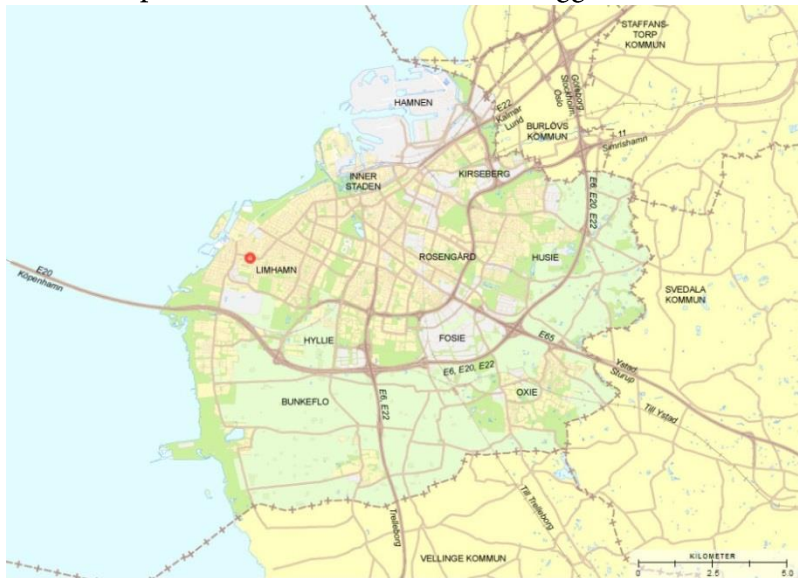 STAFFANS-
TORP
KOMMUN
Göteborg
Stockholm
Oslo
HAMNEN
E22
Kalmar
Lund
BURLÖVS
KOMMUN
11
Simrishamn
INNER
STADEN
KIRSEBERG
E6, E20, E22
ROSENGÅRD
HUSIE
LIMHAMN
E20
Köpenhamn
SVEDALA
KOMMUN
HYLLIE
FOSIE
E65
Ystad
Sturup
E6, E20, E22
OXIE
BUNKEFLO
E6, E22
Till Ystad
Trelleborg
Till Trelleborg
VELLINGE KOMMUN
KILOMETER
0 2.5 5.0